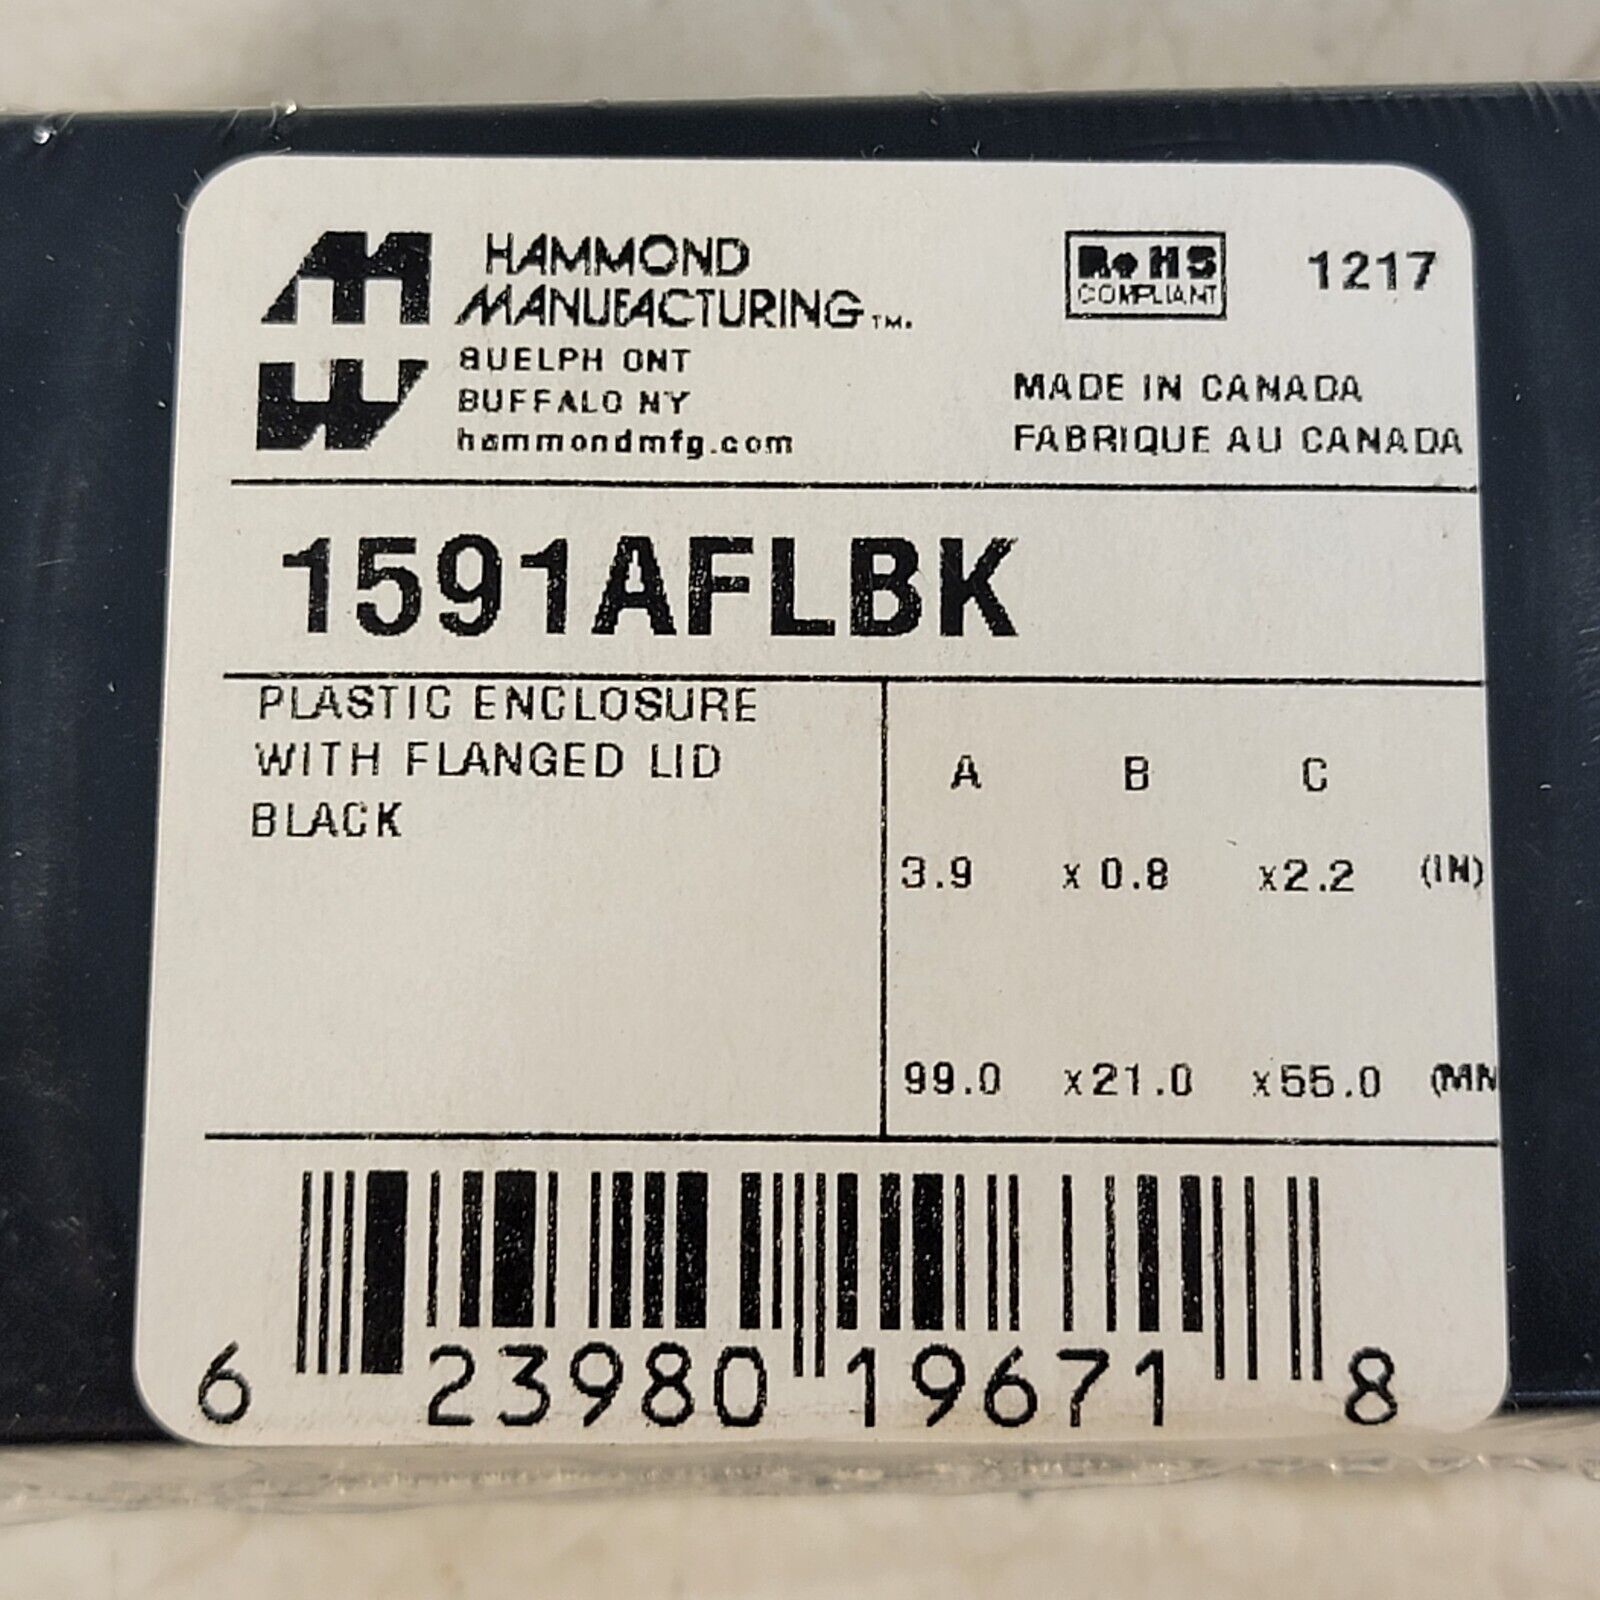 HAMMOND
MANUFACTURING™.
GUELPH ONT
BUFFALO NY
hammondmfg.com
RoHS
COMPLIANT
1217
MADE IN CANADA
FABRIQUE AU CANADA
1591AFLBK
PLASTIC ENCLOSURE
WITH FLANGED LID
BLACK
A B C
3.9 x 0.8 x2.2 (IN)
99.0 x21.0 x55.0 (MM
6 23980 19671 8